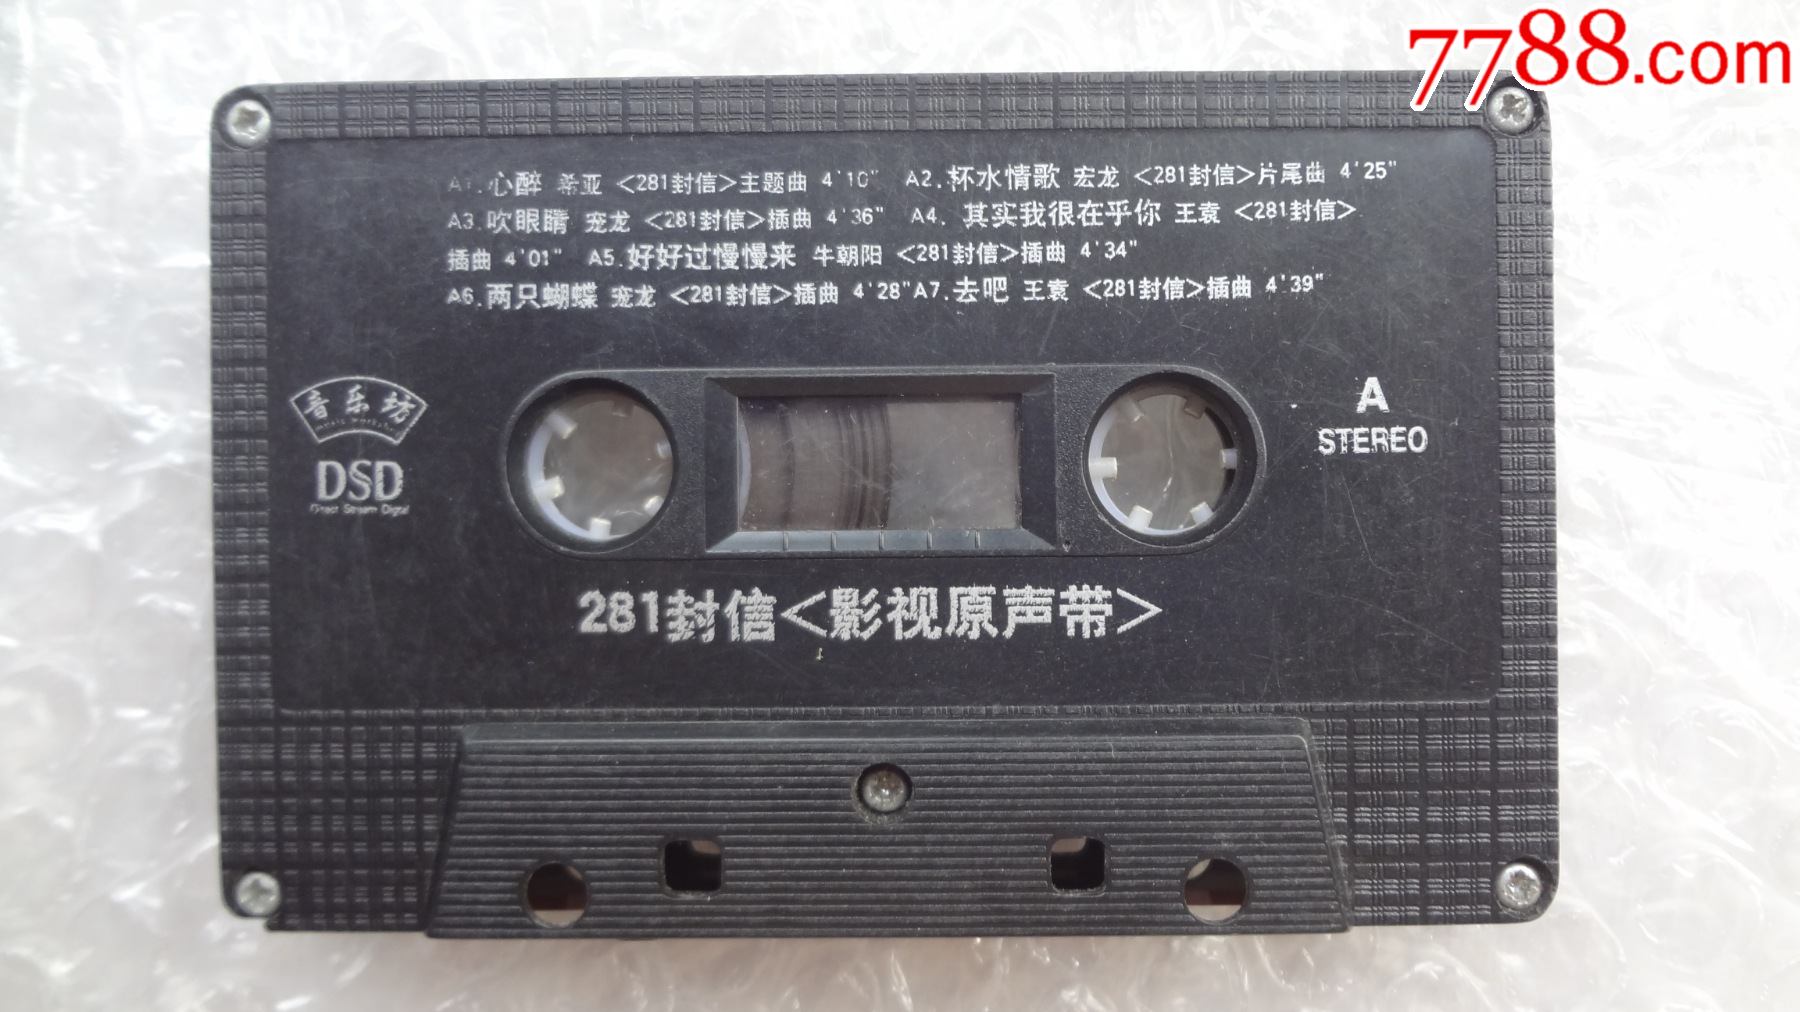 7788.com
A1.心醉 希亚 <281封信>主题曲 4'10" A2.杯水情歌 宏龙 <281封信>片尾曲 4'25"
A3.吹眼睛 宠龙 <281封信>插曲 4'36" A4. 其实我很在乎你 王袁 <281封信>
插曲 4'01" A5.好好过慢慢来 牛朝阳 <281封信>插曲 4'34"
A6.两只蝴蝶 宠龙 <281封信>插曲 4'28"A7.去吧 王袁 <281封信>插曲 4'39"
音乐坊
music workshop
DSD
Direct Stream Digital
A
STEREO
281封信<影视原声带>